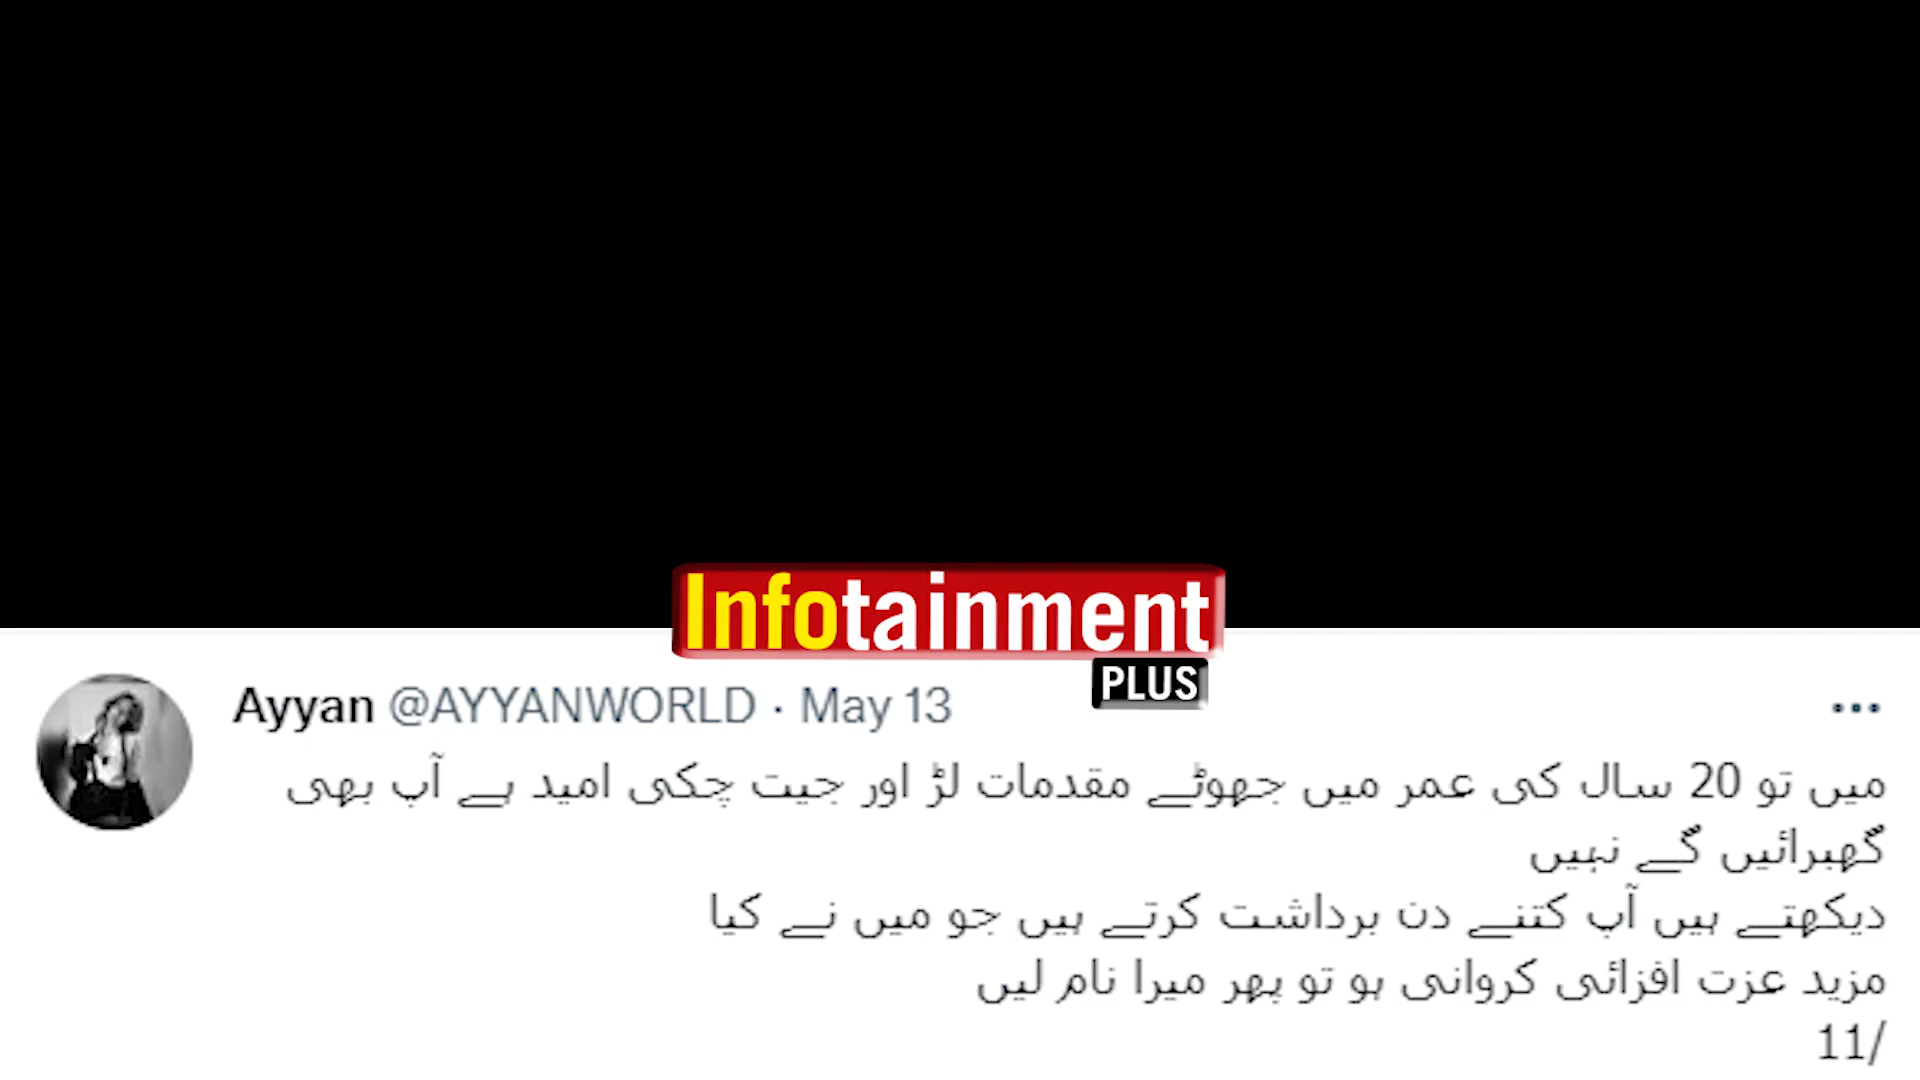 Infotainment
PLUS
Ayyan @AYYANWORLD · May 13
میں تو 20 سال کی عمر میں جھوٹے مقدمات لڑ اور جیت چکی امید ہے آپ بھی
گھبرائیں گے نہیں
دیکھتے ہیں آپ کتنے دن برداشت کرتے ہیں جو میں نے کیا
مزید عزت افزائی کروانی ہو تو پھر میرا نام لیں
11/